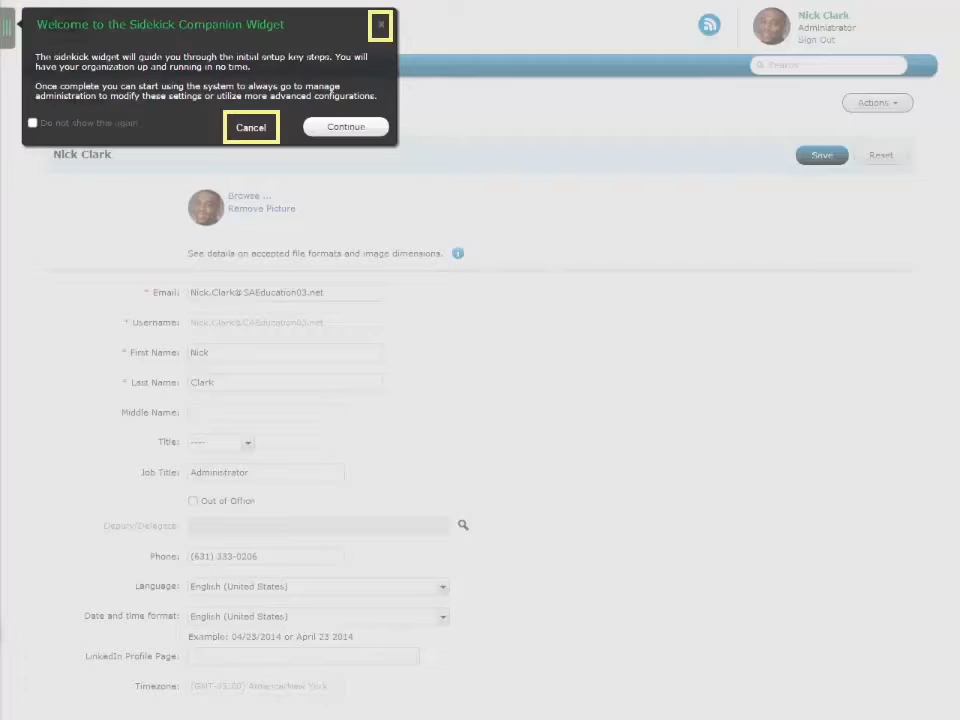 Welcome to the Sidekick Companion Widget
x
The sidekick widget will guide you through the initial setup key steps. You will
have your organization up and running in no time.
Once complete you can start using the system to always go to manage
administration to modify these settings or utilize more advanced configurations.
Do not show this again
Cancel
Continue
Nick Clark
Administrator
Sign Out
Search
Actions
Nick Clark
Save
Reset
Browse ...
Remove Picture
See details on accepted file formats and image dimensions.
* Email: Nick.Clark@SAEducation03.net
* Username: Nick.Clark@SAEducation03.net
* First Name: Nick
* Last Name: Clark
Middle Name:
Title: ----
Job Title: Administrator
Out of Office
Deputy/Delegate:
Phone: (631) 333-0206
Language: English (United States)
Date and time format: English (United States)
Example: 04/23/2014 or April 23 2014
LinkedIn Profile Page:
Timezone: (GMT-05:00) America/New York